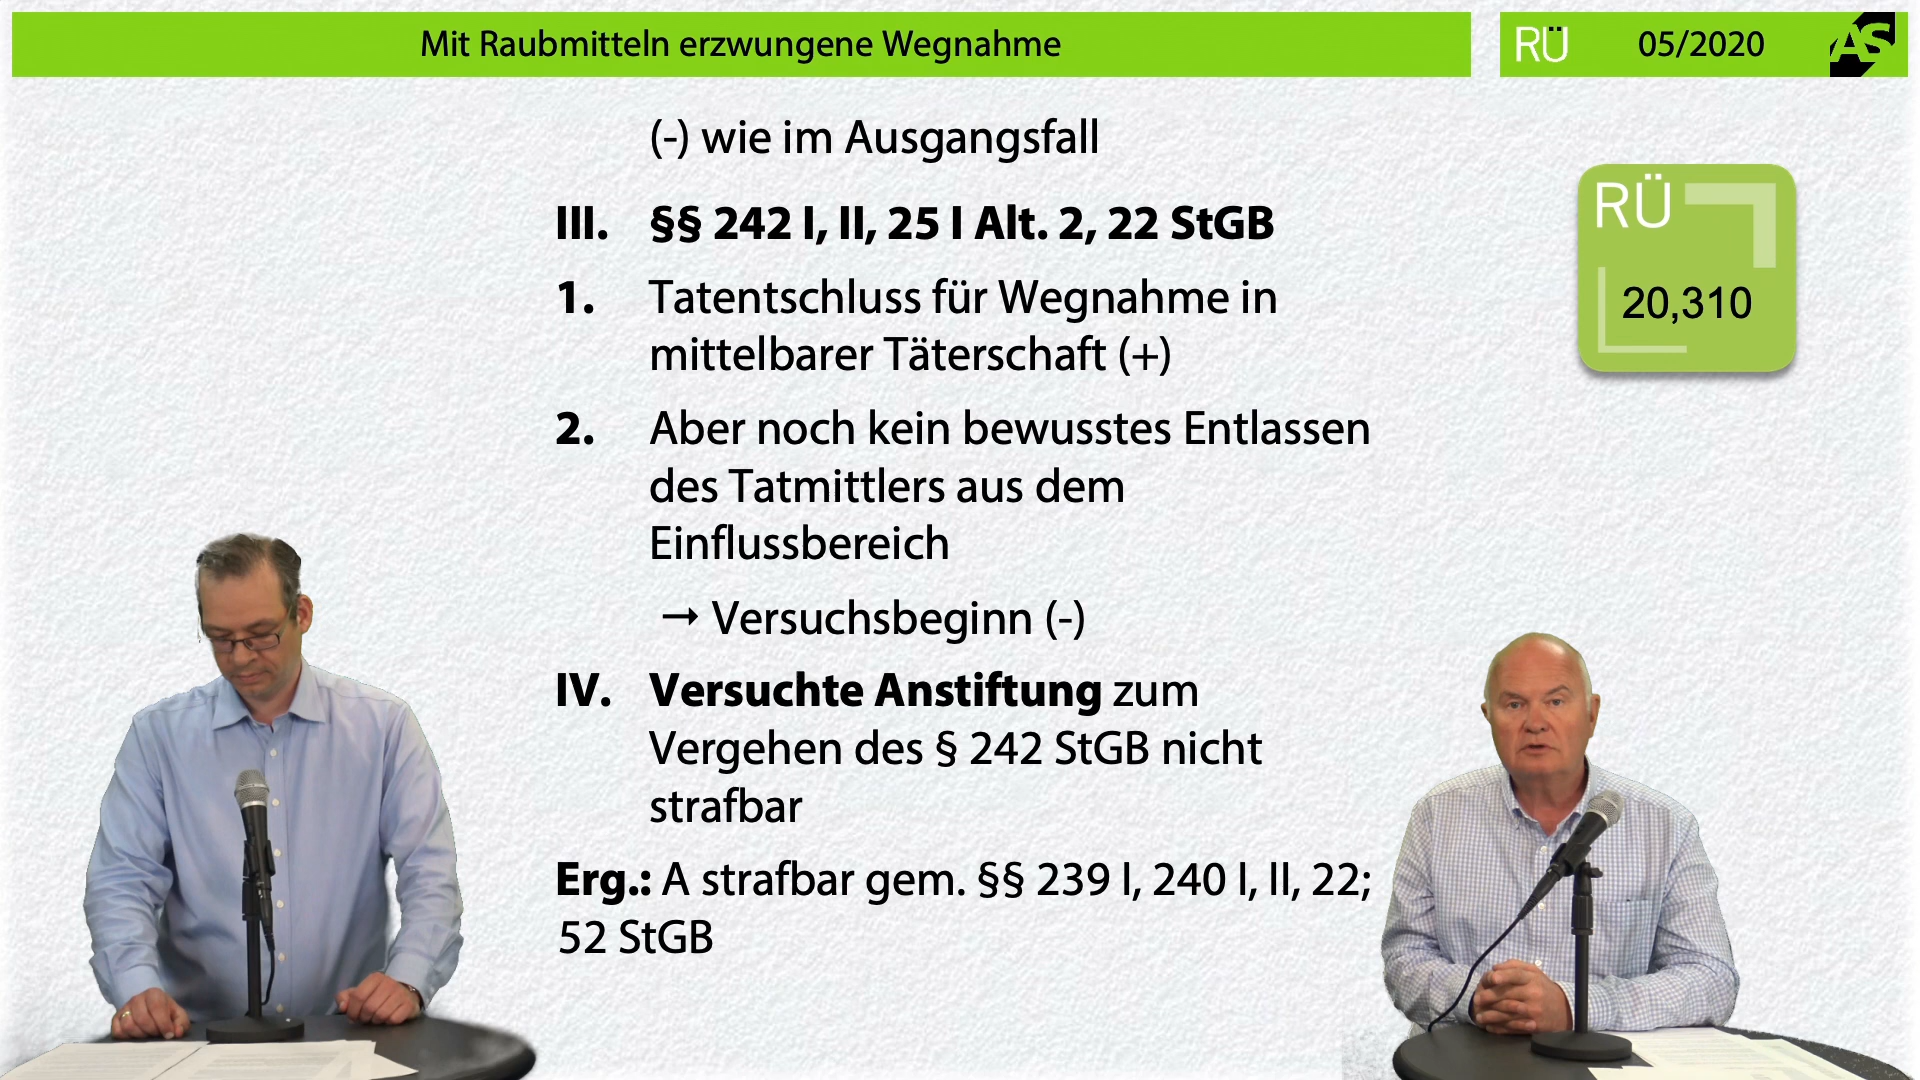 Mit Raubmitteln erzwungene Wegnahme
RÜ 05/2020 AS
(-) wie im Ausgangsfall
III. §§ 242 I, II, 25 I Alt. 2, 22 StGB
1. Tatentschluss für Wegnahme in
mittelbarer Täterschaft (+)
2. Aber noch kein bewusstes Entlassen
des Tatmittlers aus dem
Einflussbereich
→ Versuchsbeginn (-)
IV. Versuchte Anstiftung zum
Vergehen des § 242 StGB nicht
strafbar
Erg.: A strafbar gem. §§ 239 I, 240 I, II, 22;
52 StGB
RÜ
20,310